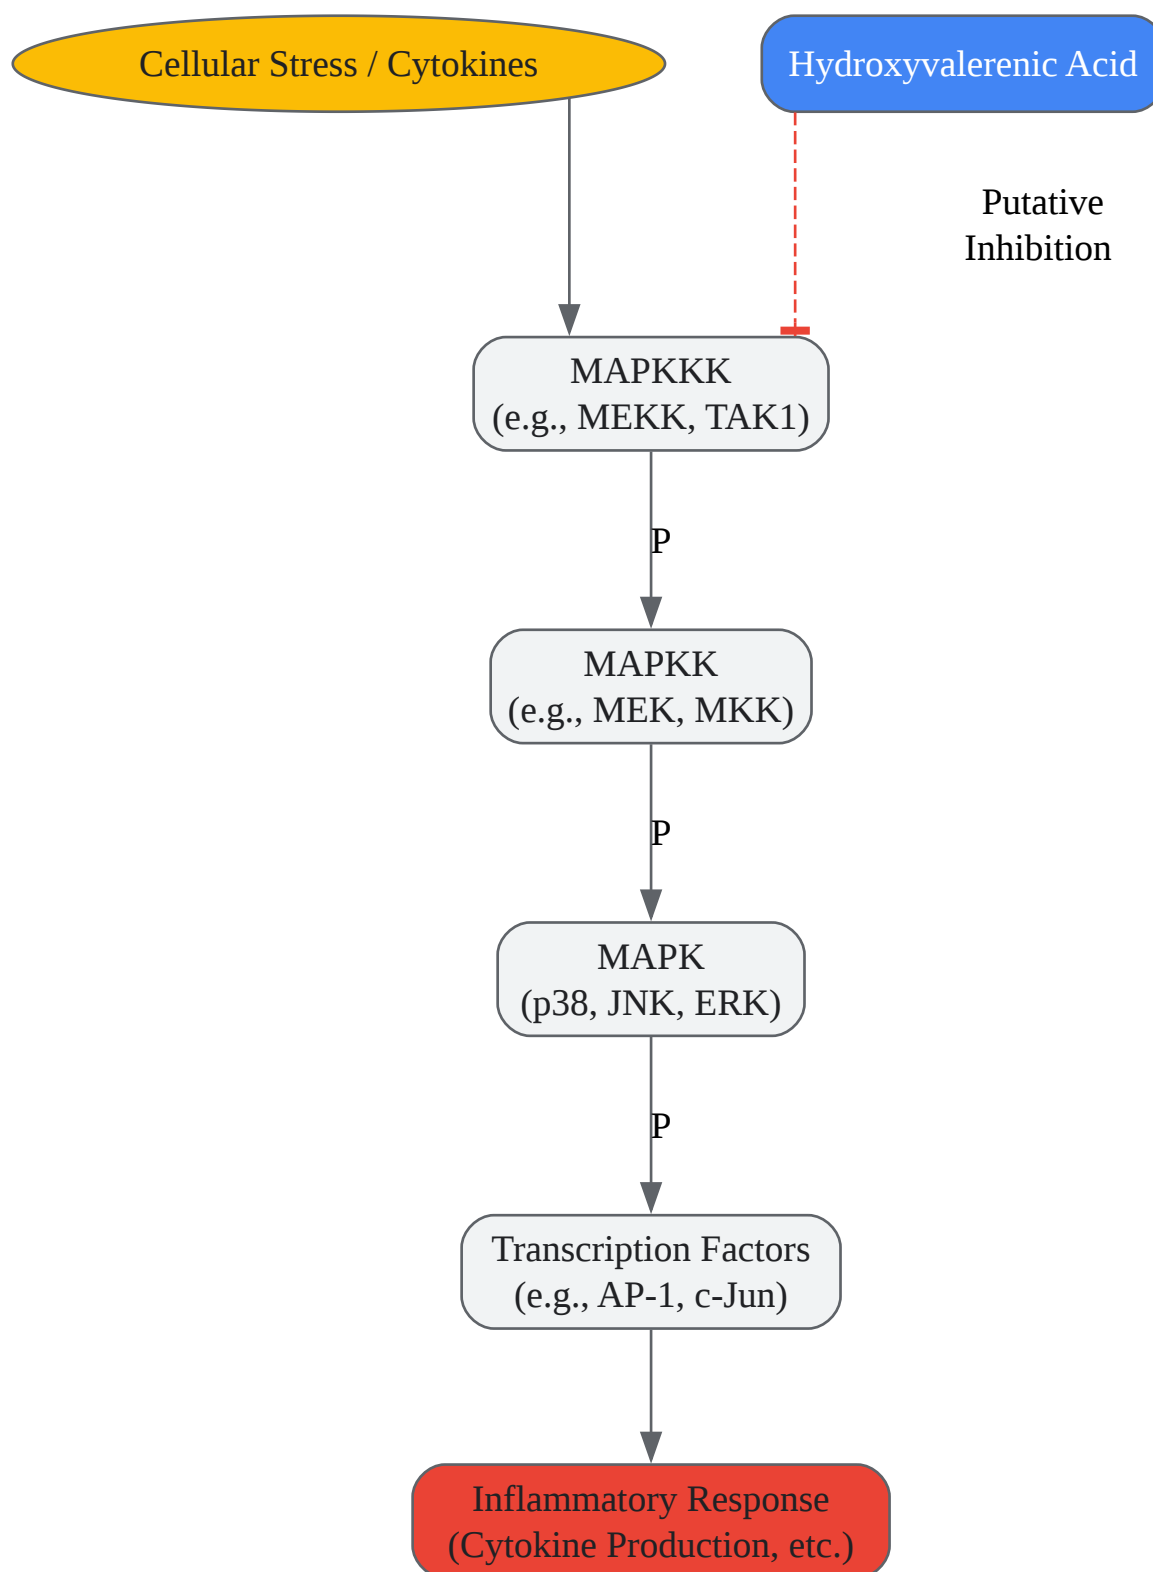 Cellular Stress / Cytokines
Hydroxyvalerenic Acid
Putative
Inhibition
MAPKKK
(e.g., MEKK, TAK1)
P
MAPKK
(e.g., MEK, MKK)
P
MAPK
(p38, JNK, ERK)
P
Transcription Factors
(e.g., AP-1, c-Jun)
Inflammatory Response
(Cytokine Production, etc.)